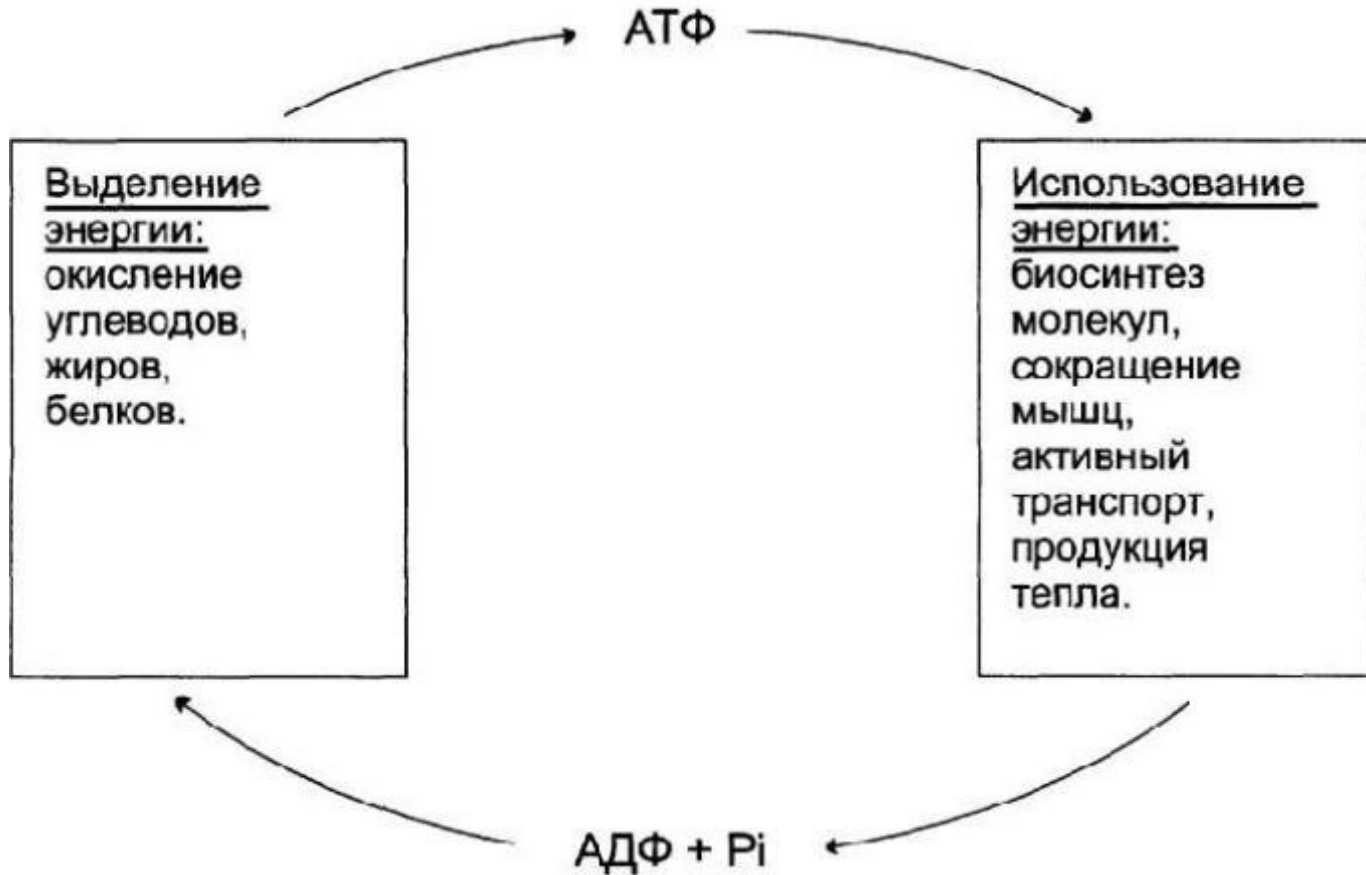 АТФ
Выделение
энергии:
окисление
углеводов,
жиров,
белков.
Использование
энергии:
биосинтез
молекул,
сокращение
мышц,
активный
транспорт,
продукция
тепла.
АДФ + Pi